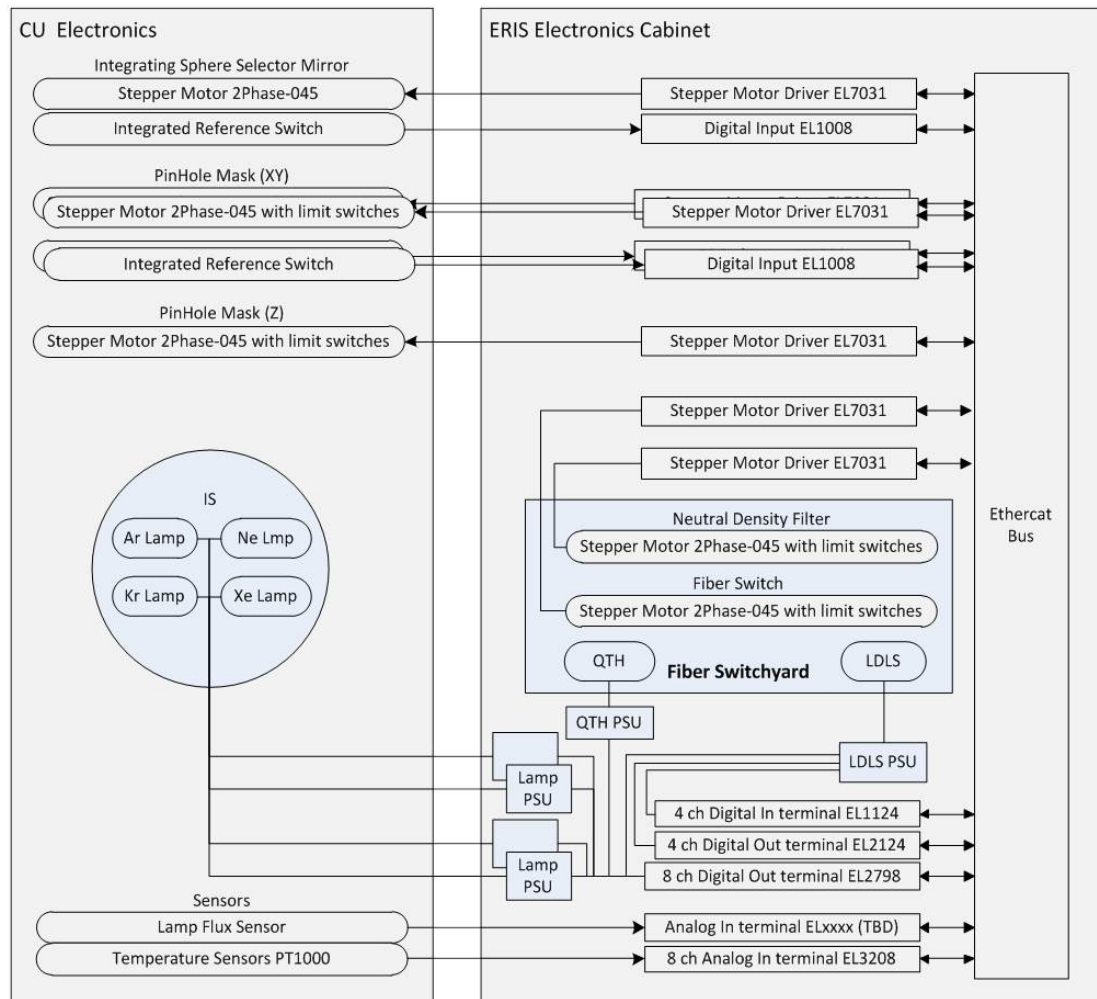 CU Electronics
ERIS Electronics Cabinet
Integrating Sphere Selector Mirror
Stepper Motor 2Phase-045
Stepper Motor Driver EL7031
Integrated Reference Switch
Digital Input EL1008
PinHole Mask (XY)
Stepper Motor 2Phase-045 with limit switches
Stepper Motor Driver EL7031
Integrated Reference Switch
Digital Input EL1008
PinHole Mask (Z)
Stepper Motor 2Phase-045 with limit switches
Stepper Motor Driver EL7031
Stepper Motor Driver EL7031
Stepper Motor Driver EL7031
IS
Ar Lamp
Ne Lmp
Kr Lamp
Xe Lamp
Neutral Density Filter
Stepper Motor 2Phase-045 with limit switches
Fiber Switch
Stepper Motor 2Phase-045 with limit switches
QTH
LDLS
Fiber Switchyard
Ethercat
Bus
QTH PSU
LDLS PSU
Lamp
PSU
Lamp
PSU
4 ch Digital In terminal EL1124
4 ch Digital Out terminal EL2124
8 ch Digital Out terminal EL2798
Sensors
Lamp Flux Sensor
Analog In terminal ELxxxx (TBD)
Temperature Sensors PT1000
8 ch Analog In terminal EL3208